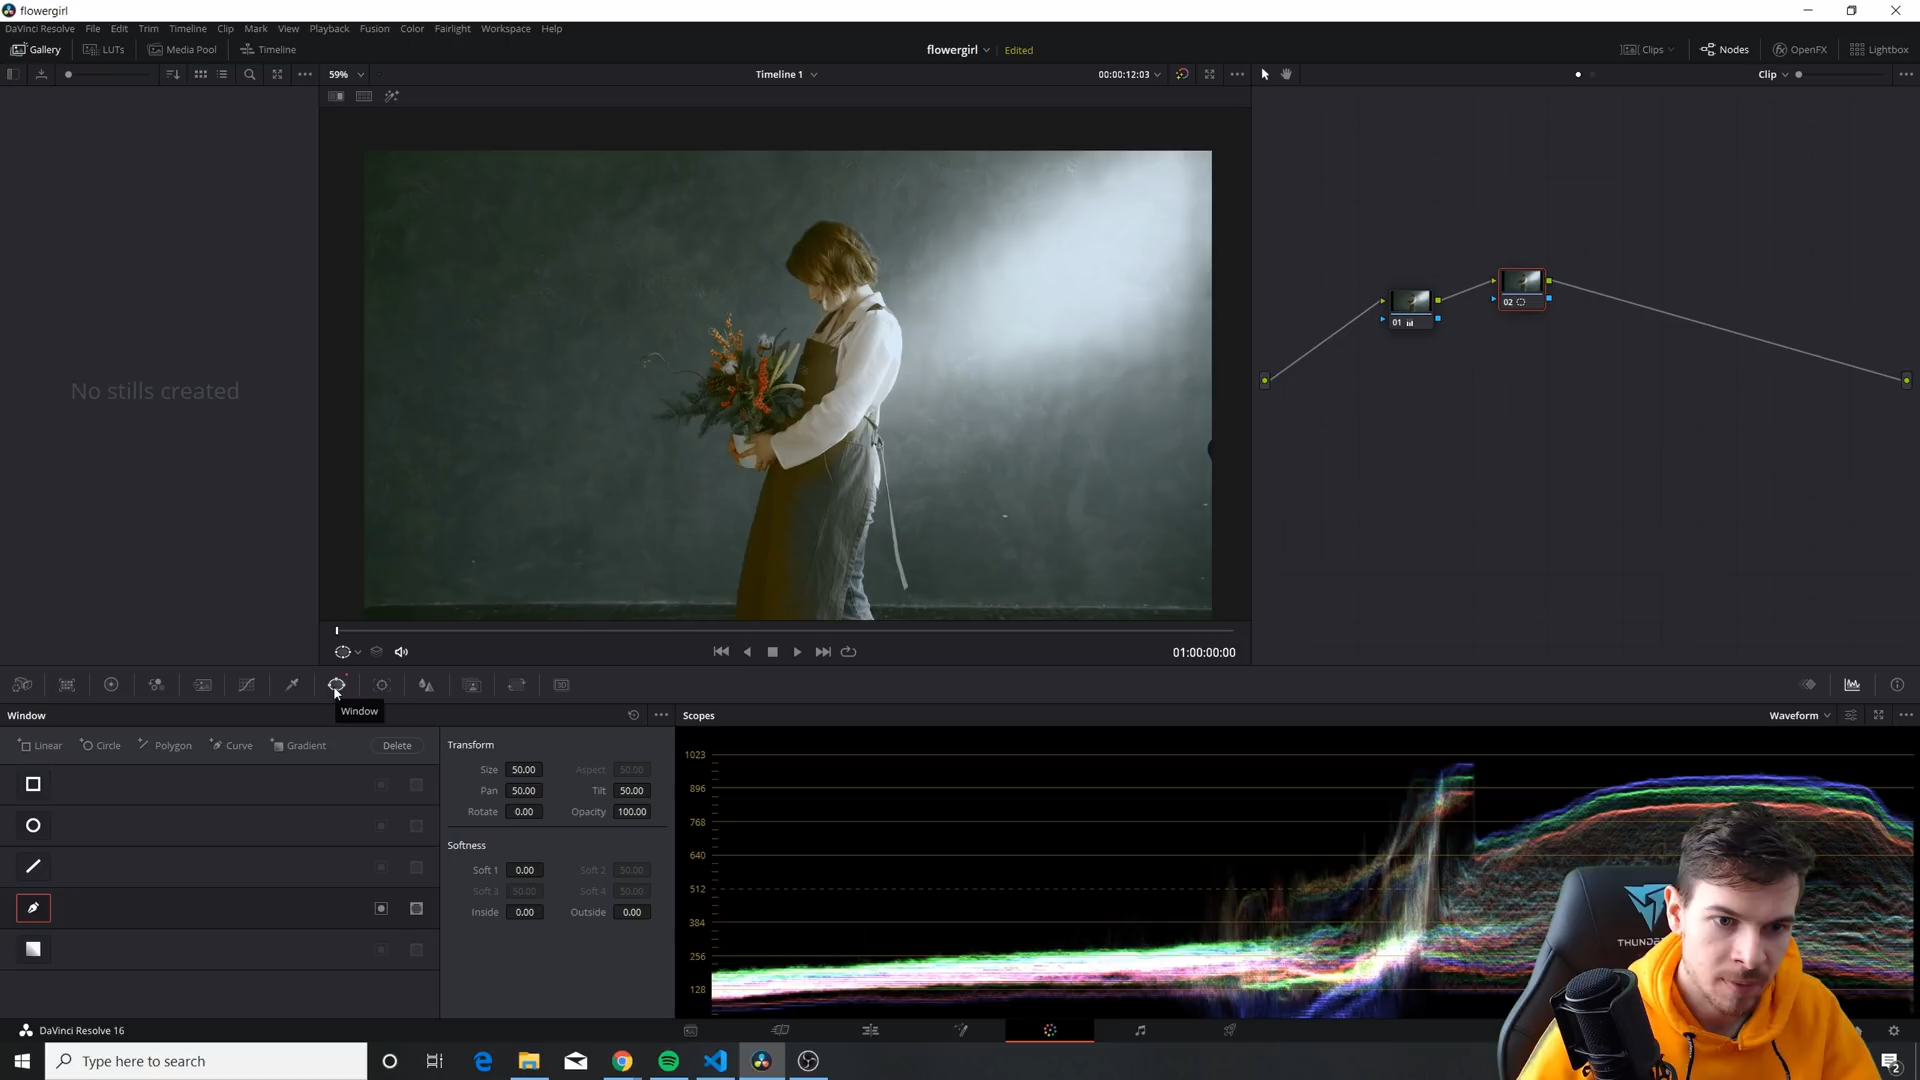 flowergirl
DaVinci Resolve File Edit Trim Timeline Clip Mark View Playback Fusion Color Fairlight Workspace Help
Gallery LUTs Media Pool Timeline flowergirl Edited Clips Nodes OpenFX Lightbox
59% Timeline 1 00:00:12:03 Clip
No stills created
01
02
01:00:00:00
Window
Window Scopes Waveform
Linear Circle Polygon Curve Gradient Delete
Transform
Size 50.00 Aspect 50.00
Pan 50.00 Tilt 50.00
Rotate 0.00 Opacity 100.00
Softness
Soft 1 0.00 Soft 2 50.00
Soft 3 50.00 Soft 4 50.00
Inside 0.00 Outside 0.00
1023
896
768
640
512
384
256
128
THUNDE
DaVinci Resolve 16
Type here to search
2
3D